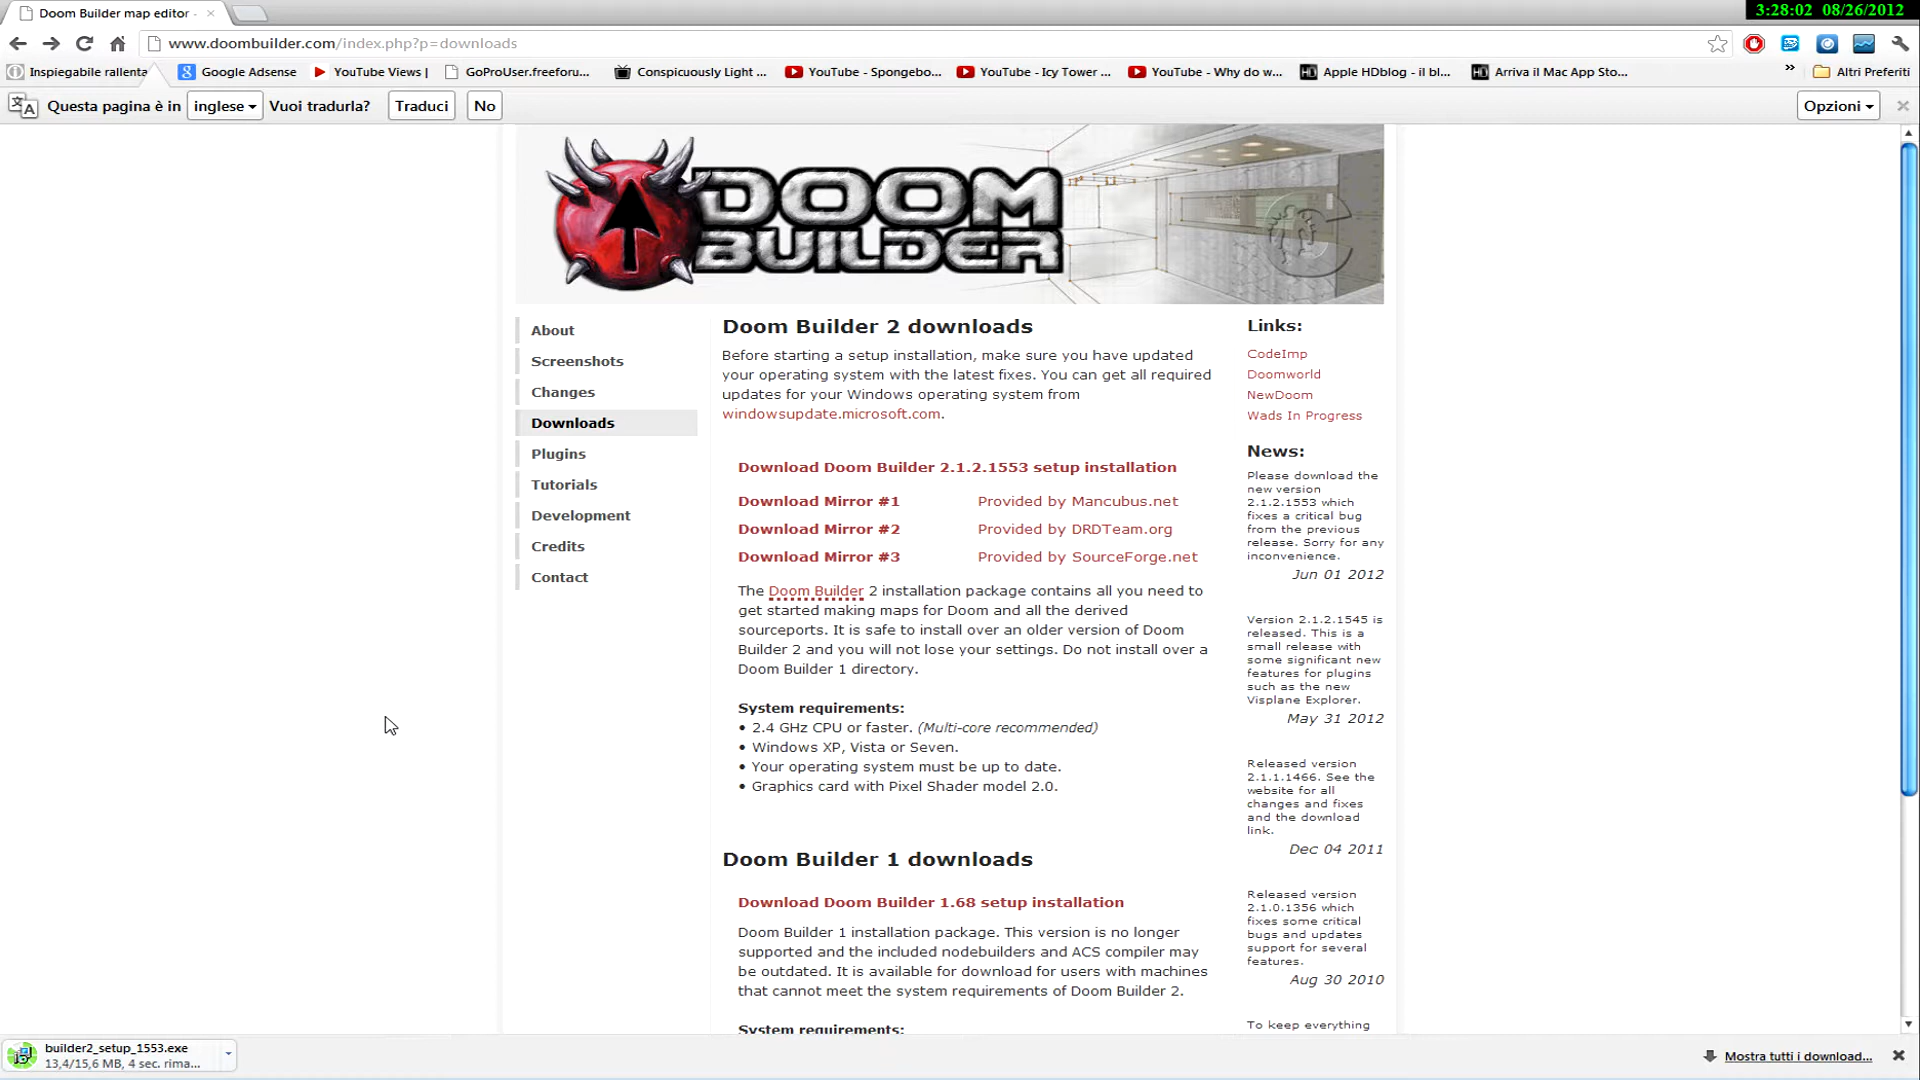 Doom Builder map editor -
3:28:02 08/26/2012
www.doombuilder.com/index.php?p=downloads
Inspiegabile rallenta
Google Adsense
YouTube Views |
GoProUser.freeforu...
Conspicuously Light ...
YouTube - Spongebo...
YouTube - Icy Tower ...
YouTube - Why do w...
Apple HDblog - il bl...
Arriva il Mac App Sto...
»
Altri Preferiti
Questa pagina è in inglese Vuoi tradurla? Traduci No
Opzioni
DOOM
BUILDER
About
Screenshots
Changes
Downloads
Plugins
Tutorials
Development
Credits
Contact
Doom Builder 2 downloads
Before starting a setup installation, make sure you have updated
your operating system with the latest fixes. You can get all required
updates for your Windows operating system from
windowsupdate.microsoft.com.
Download Doom Builder 2.1.2.1553 setup installation
Download Mirror #1 Provided by Mancubus.net
Download Mirror #2 Provided by DRDTeam.org
Download Mirror #3 Provided by SourceForge.net
The Doom Builder 2 installation package contains all you need to
get started making maps for Doom and all the derived
sourceports. It is safe to install over an older version of Doom
Builder 2 and you will not lose your settings. Do not install over a
Doom Builder 1 directory.
System requirements:
• 2.4 GHz CPU or faster. (Multi-core recommended)
• Windows XP, Vista or Seven.
• Your operating system must be up to date.
• Graphics card with Pixel Shader model 2.0.
Doom Builder 1 downloads
Download Doom Builder 1.68 setup installation
Doom Builder 1 installation package. This version is no longer
supported and the included nodebuilders and ACS compiler may
be outdated. It is available for download for users with machines
that cannot meet the system requirements of Doom Builder 2.
System requirements:
Links:
CodeImp
Doomworld
NewDoom
Wads In Progress
News:
Please download the
new version
2.1.2.1553 which
fixes a critical bug
from the previous
release. Sorry for any
inconvenience.
Jun 01 2012
Version 2.1.2.1545 is
released. This is a
small release with
some significant new
features for plugins
such as the new
Visplane Explorer.
May 31 2012
Released version
2.1.1.1466. See the
website for all
changes and fixes
and the download
link.
Dec 04 2011
Released version
2.1.0.1356 which
fixes some critical
bugs and updates
support for several
features.
Aug 30 2010
To keep everything
builder2_setup_1553.exe
13,4/15,6 MB, 4 sec. rima...
Mostra tutti i download...